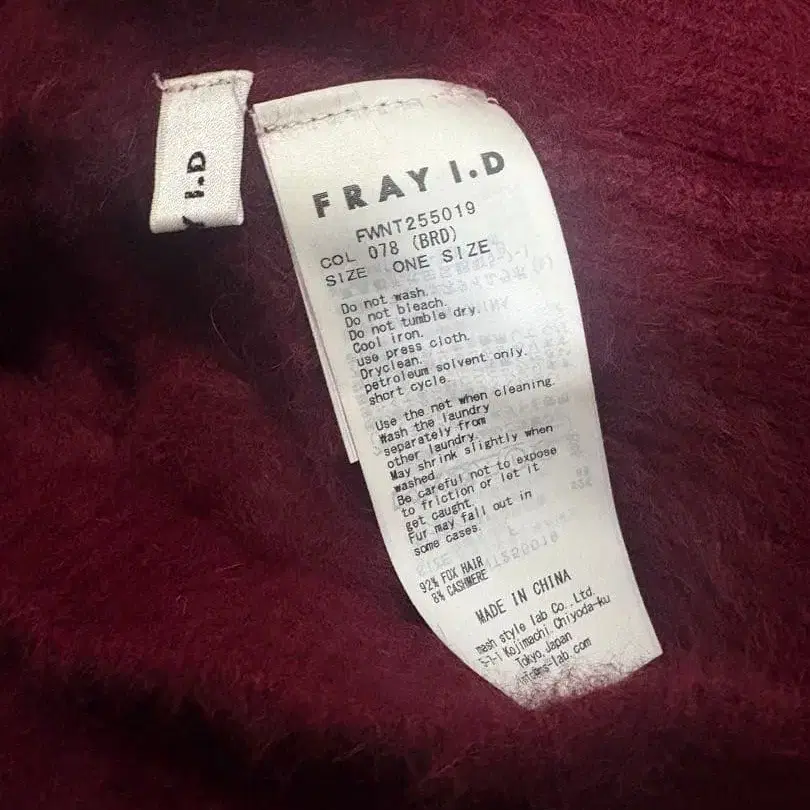 Y I.D
FRAY I.D
FWNT255019
COL 078 (BRD)
SIZE ONE SIZE
Do not wash.
Do not bleach.
Do not tumble dry.
Cool iron.
use press cloth.
Dryclean.
petroleum solvent only.
short cycle.
Use the net when cleaning.
Wash the laundry
separately from
other laundry.
May shrink slightly when
washed.
Be careful not to expose
to friction or let it
get caught.
Fur may fall out in
some cases.
92% FOX HAIR
8% CASHMERE
MADE IN CHINA
mash style lab Co.,Ltd.
5-1-1 Kojimachi, Chiyoda-ku
Tokyo, Japan